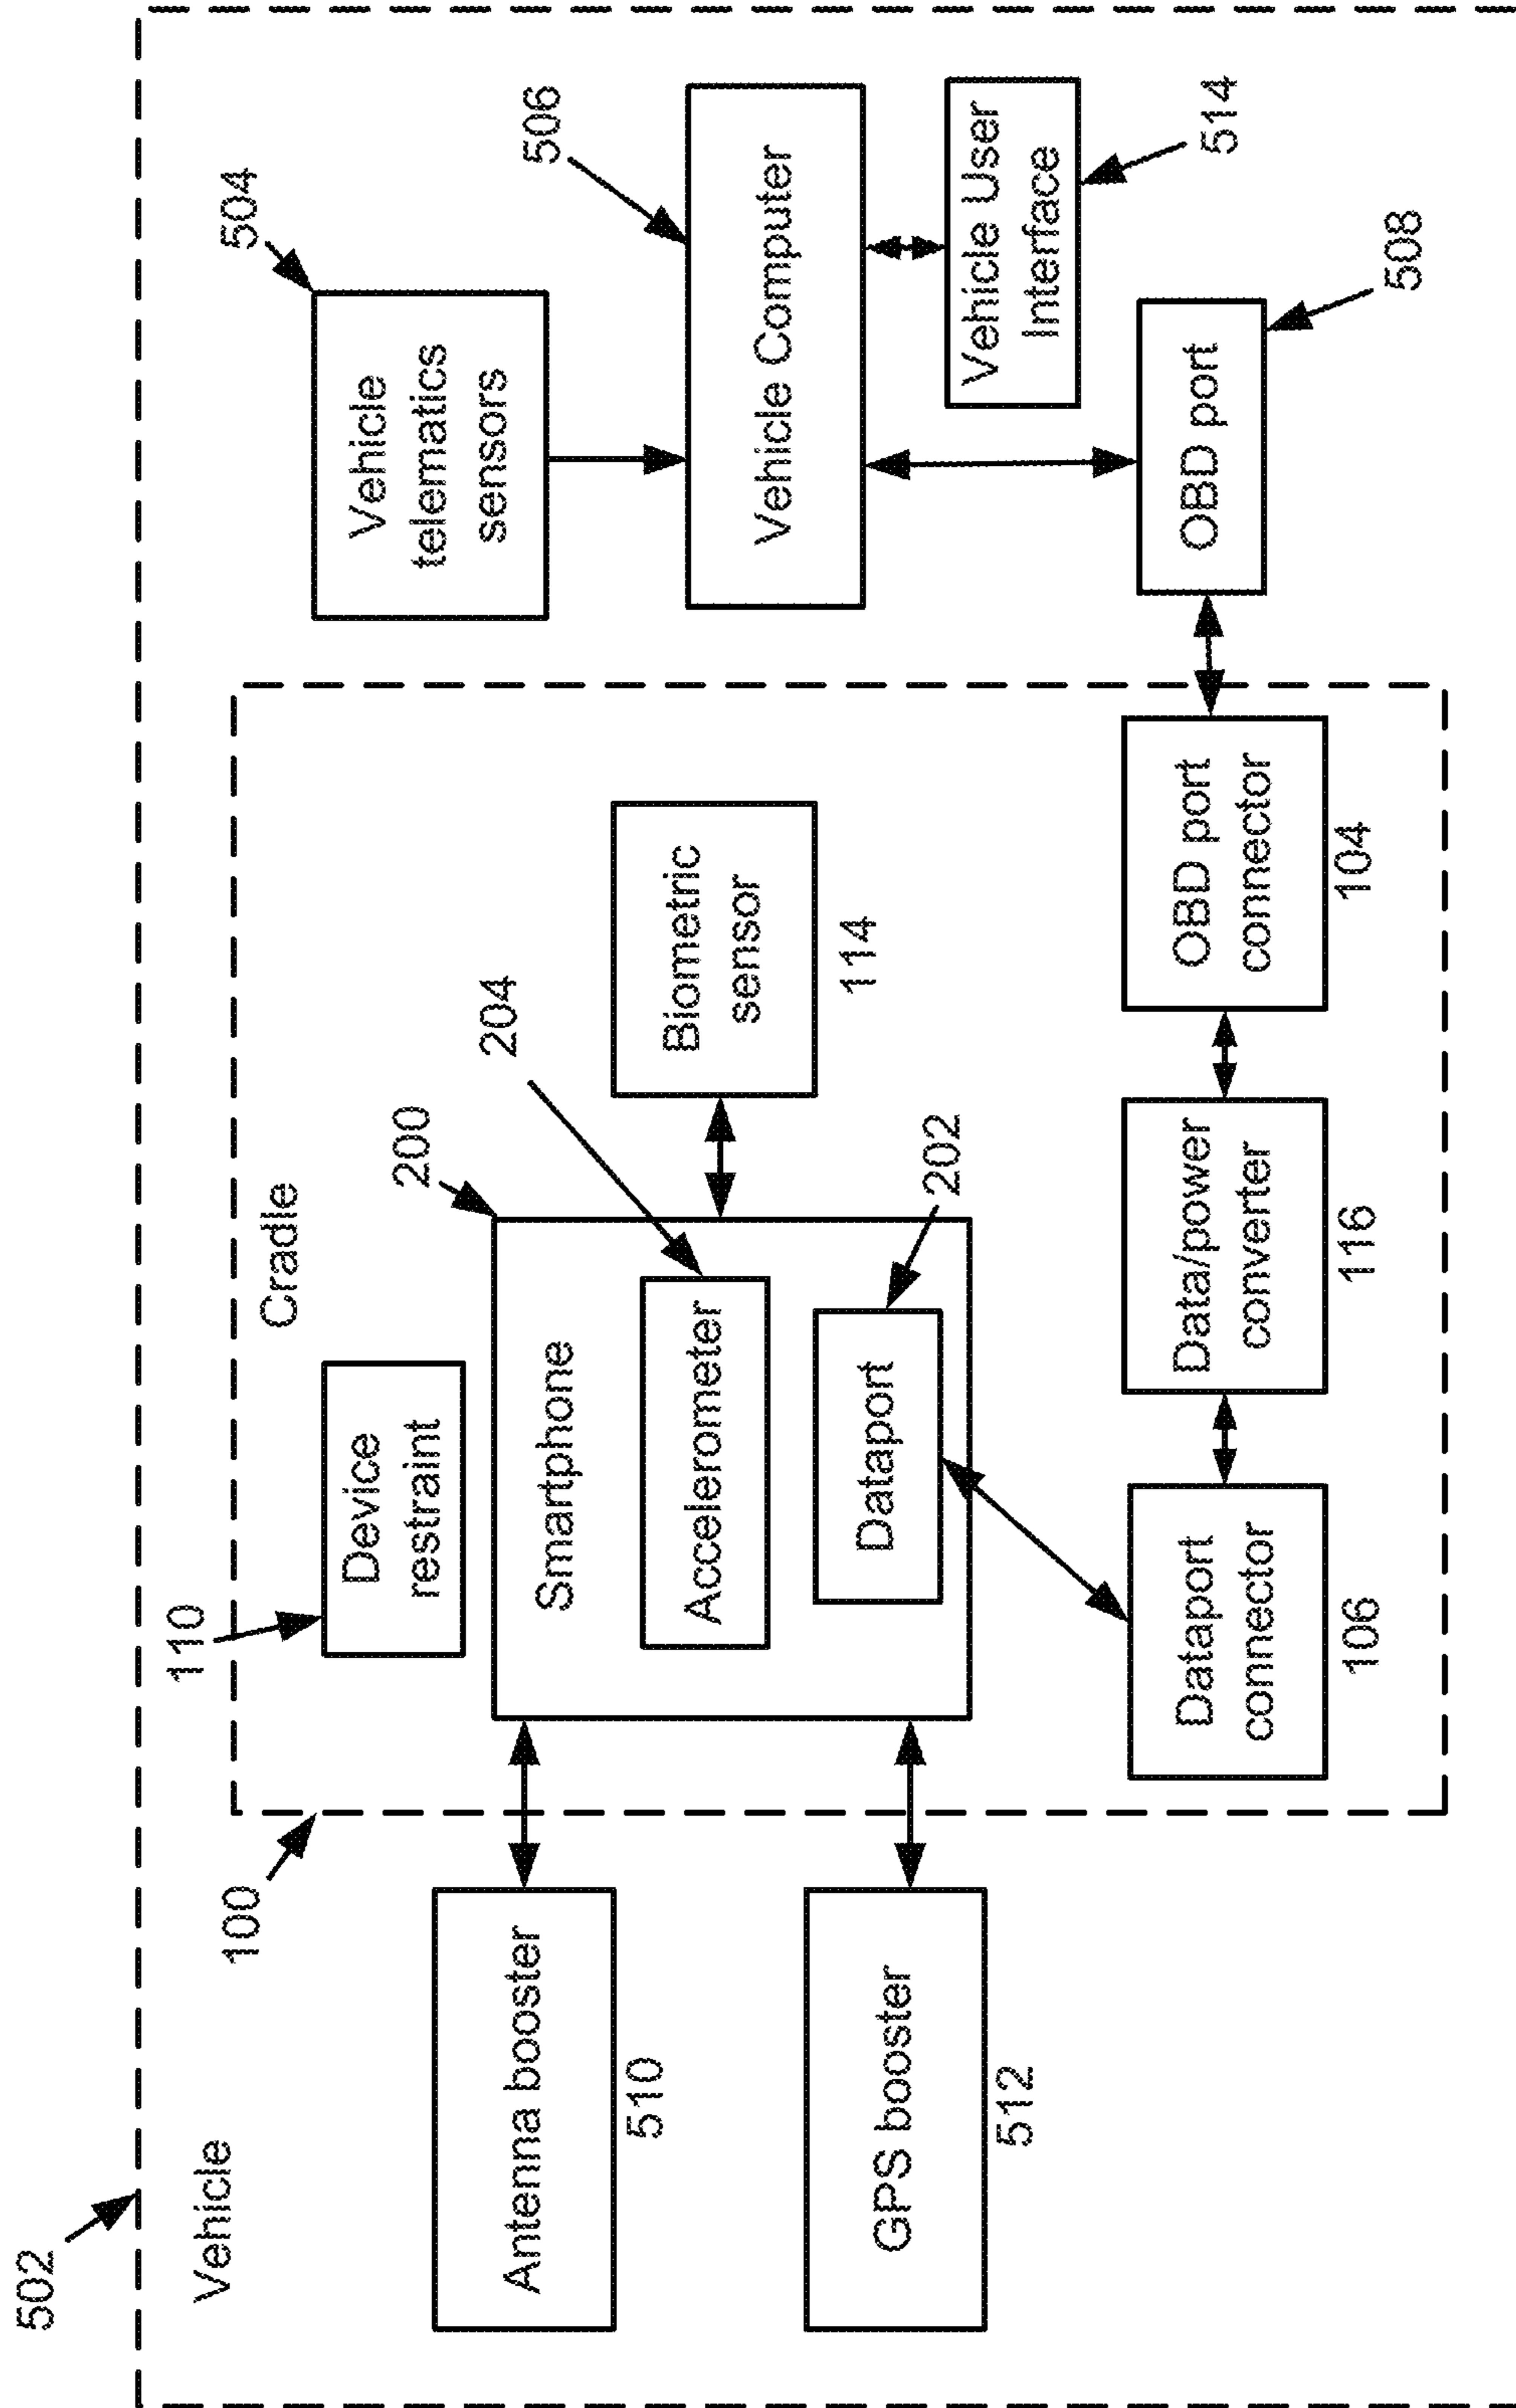 502
Vehicle
Antenna booster
510
GPS booster
512
100
Cradle
110
Device
restraint
200
Smartphone
204
Accelerometer
202
Dataport
Biometric
sensor
114
Dataport
connector
106
Data/power
converter
116
OBD port
connector
104
504
Vehicle
telematics
sensors
506
Vehicle Computer
Vehicle User
Interface
514
OBD port
508